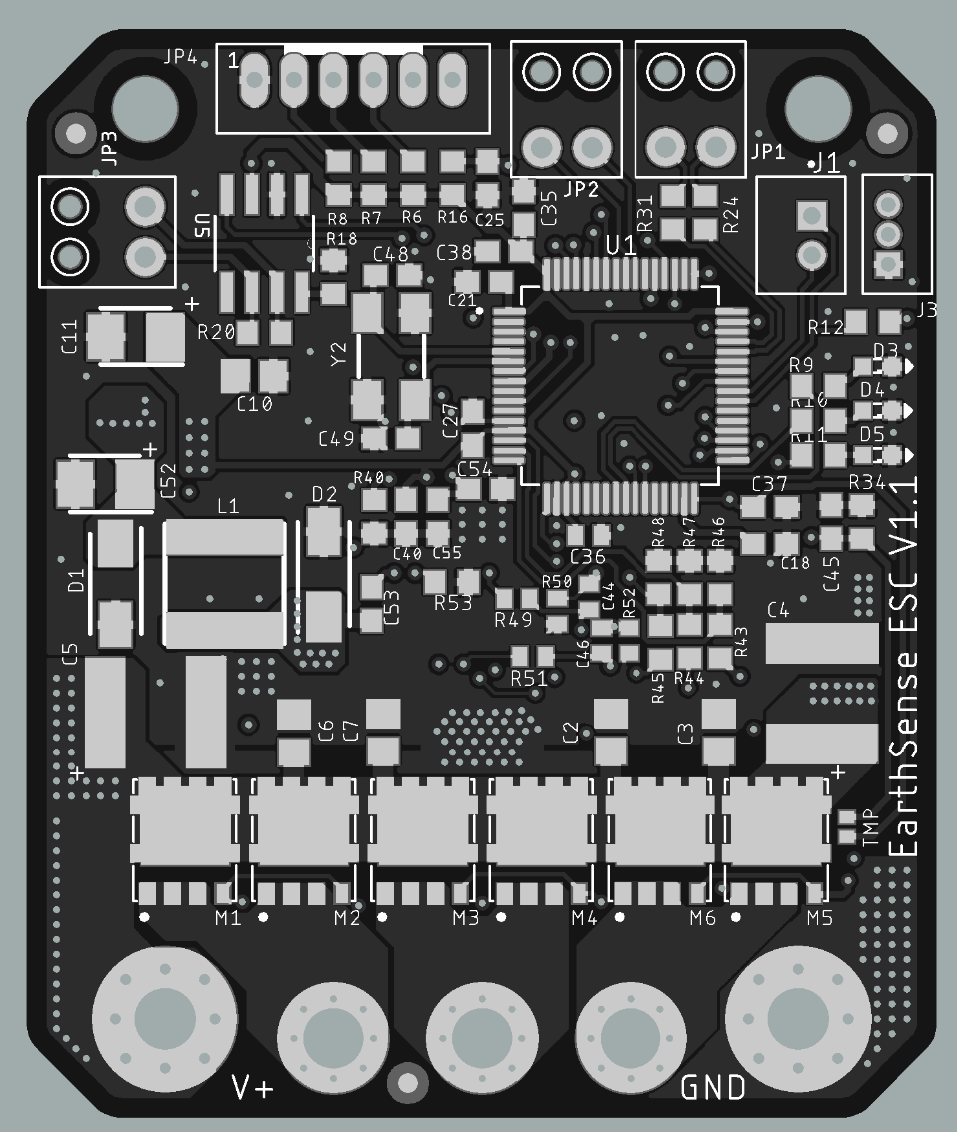 JP4
1
JP3
JP2
JP1
J1
U5
R8
R7
R6
R16
C25
C35
R31
R24
R18
C38
U1
C48
C21
J3
C11
+
R20
Y2
R12
D3
R9
D4
C10
R10
C49
C27
R11
D5
+
C52
C54
R40
D2
C37
R34
L1
C40
C55
C36
R48
R47
R46
C18
C45
D1
C53
R53
R50
C44
R52
R49
C4
C46
R43
C5
R51
R45
R44
C6
C7
C2
C3
+
+
TMP
EarthSense ESC V1.1
M1
M2
M3
M4
M6
M5
V+
GND